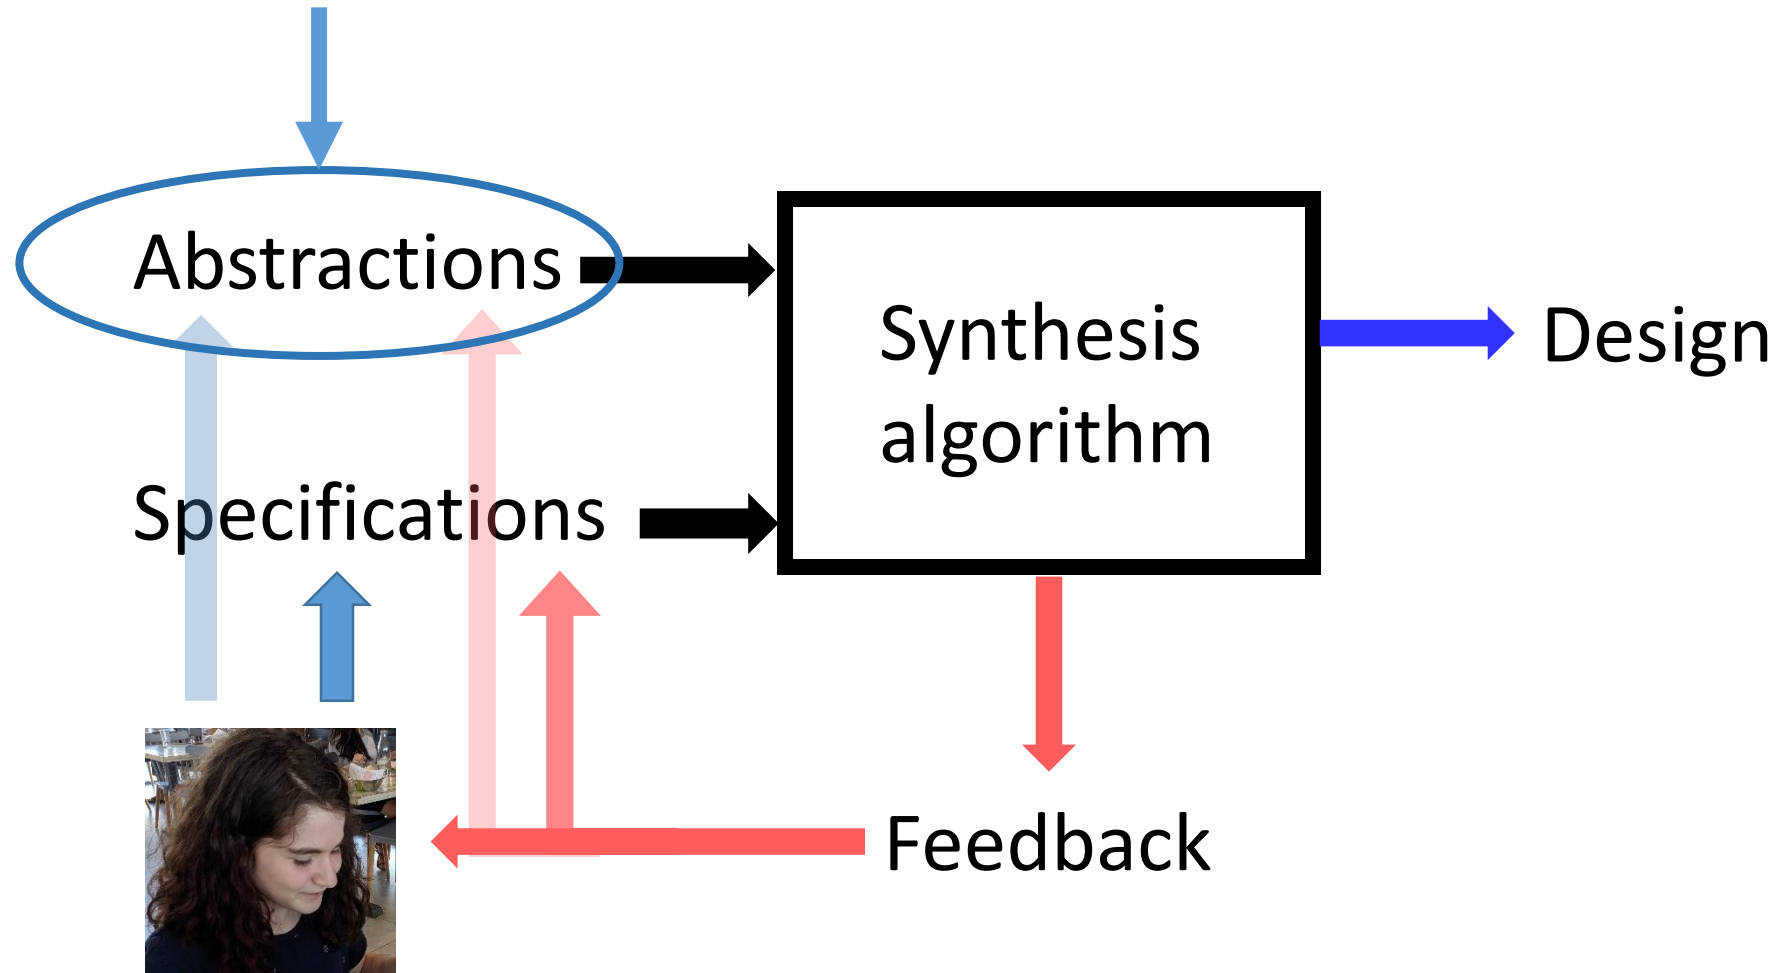 Abstractions
Synthesis
algorithm
Design
Specifications
Feedback